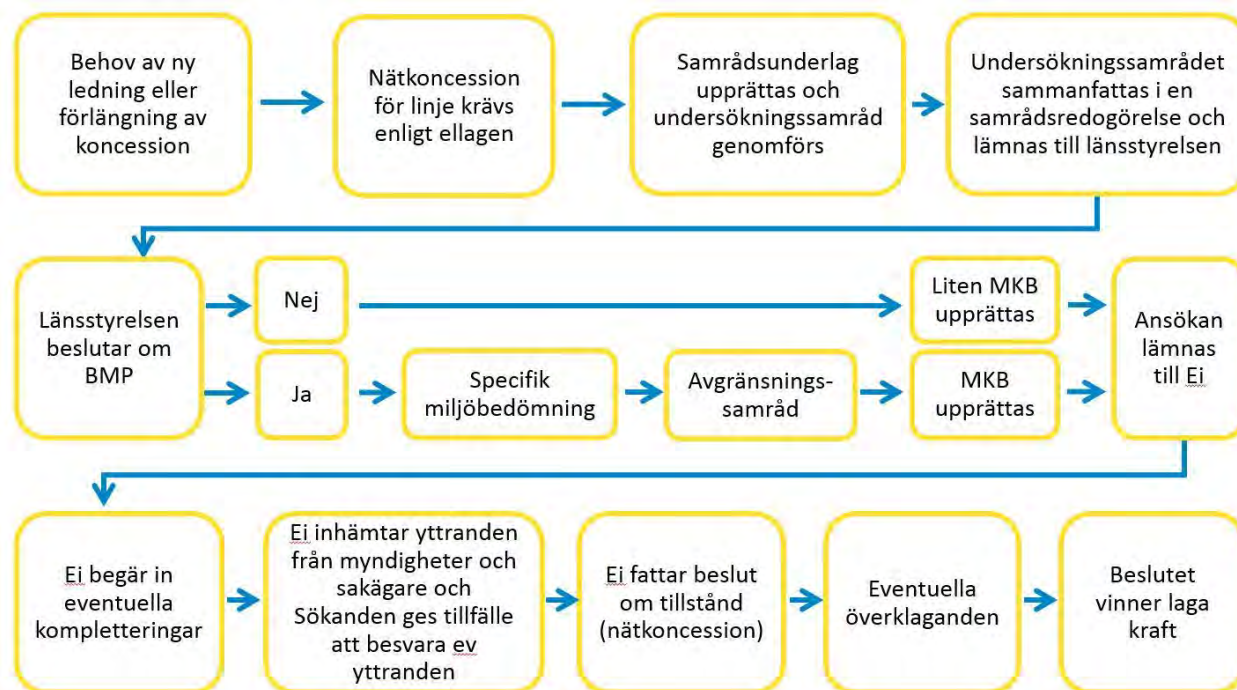 Behov av ny
ledning eller
förlängning av
koncession
Nätkoncession
för linje krävs
enligt ellagen
Samrådsunderlag
upprättas och
undersökningssamråd
genomförs
Undersökningssamrådet
sammanfattas i en
samrådsredogörelse och
lämnas till länsstyrelsen
Länsstyrelsen
beslutar om
BMP
Nej
Liten MKB
upprättas
Ja
Specifik
miljöbedömning
Avgränsnings-
samråd
MKB
upprättas
Ansökan
lämnas
till Ei
Ei begär in
eventuella
kompletteringar
Ei inhämtar yttranden
från myndigheter och
sakägare och
Sökanden ges tillfälle
att besvara ev
yttranden
Ei fattar beslut
om tillstånd
(nätkoncession)
Eventuella
överklaganden
Beslutet
vinner laga
kraft